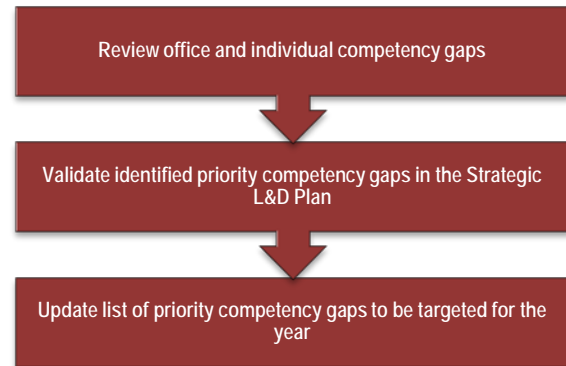 Review office and individual competency gaps
Validate identified priority competency gaps in the Strategic
L&D Plan
Update list of priority competency gaps to be targeted for the
year